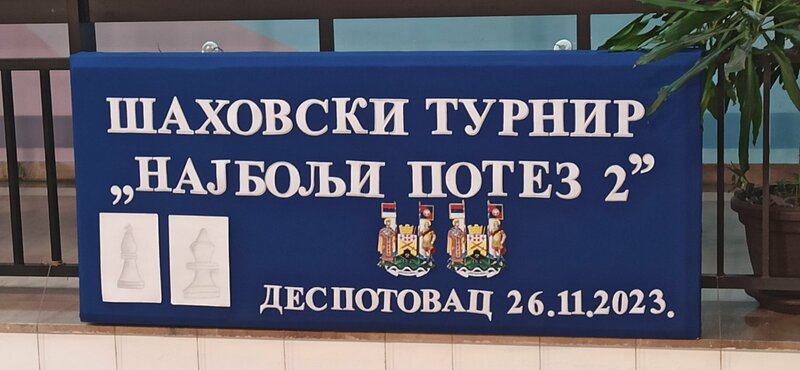 ШАХОВСКИ ТУРНИР
„НАЈБОЉИ ПОТЕЗ 2”
ДЕСПОТОВАЦ 26.11.2023.